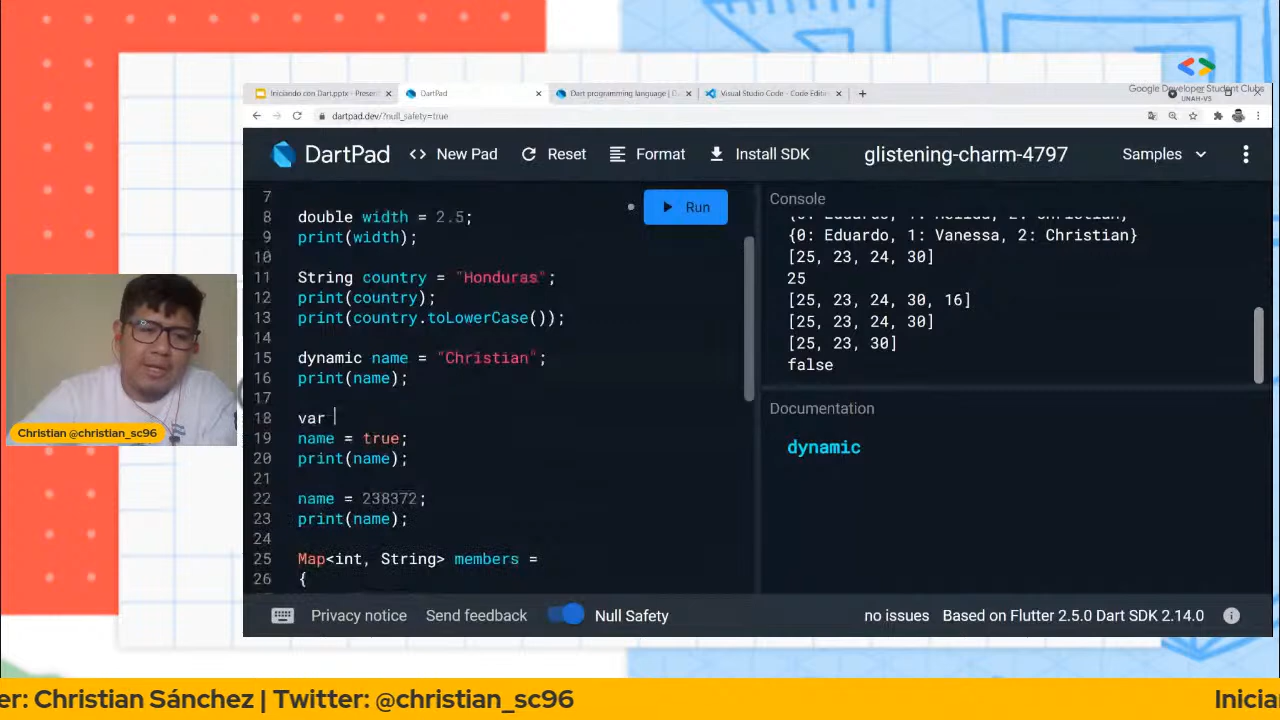 Google Developer Student Clubs
UNAH-VS
Iniciando con Dart.pptx - Present
DartPad
Dart programming language | D
Visual Studio Code - Code Editor
dartpad.dev/?null_safety=true
DartPad
<> New Pad
Reset
Format
Install SDK
glistening-charm-4797
Samples
7
8 double width = 2.5;
9 print(width);
10
11 String country = "Honduras";
12 print(country);
13 print(country.toLowerCase());
14
15 dynamic name = "Christian";
16 print(name);
17
18 var
19 name = true;
20 print(name);
21
22 name = 238372;
23 print(name);
24
25 Map<int, String> members =
26 {
Run
Console
{0: Eduardo, 1: Vanessa, 2: Christian}
[25, 23, 24, 30]
25
[25, 23, 24, 30, 16]
[25, 23, 24, 30]
[25, 23, 30]
false
Documentation
dynamic
Privacy notice
Send feedback
Null Safety
no issues
Based on Flutter 2.5.0 Dart SDK 2.14.0
Christian @christian_sc96
er: Christian Sánchez | Twitter: @christian_sc96
Inicia